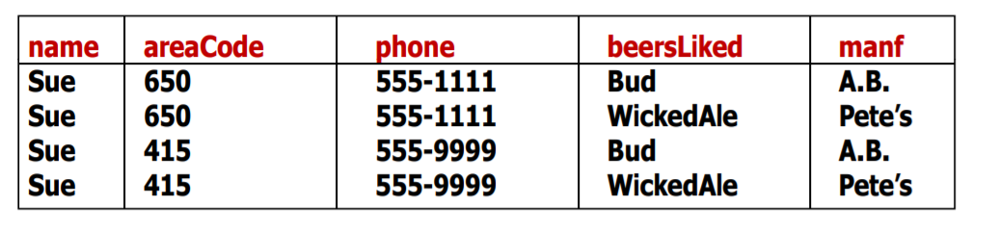 name areaCode phone beersLiked manf
Sue 650 555-1111 Bud A.B.
Sue 650 555-1111 WickedAle Pete’s
Sue 415 555-9999 Bud A.B.
Sue 415 555-9999 WickedAle Pete’s